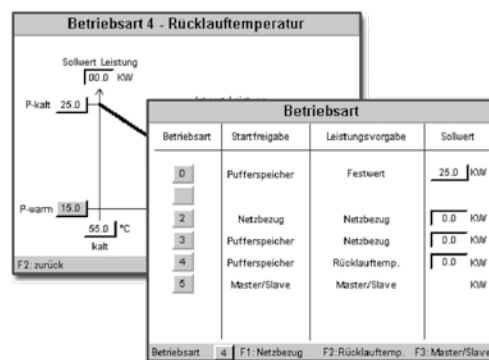 Betriebsart 4 - Rücklauftemperatur
Sollwert Leistung
00.0 KW
P-kalt 25.0
P-warm 15.0
55.0 °C
kalt
F2: zurück
Betriebsart
Betriebsart Startfreigabe Leistungsvorgabe Sollwert
0 Pufferspeicher Festwert 25.0 KW
2 Netzbezug Netzbezug 0.0 KW
3 Pufferspeicher Netzbezug 0.0 KW
4 Pufferspeicher Rücklauftemp. 0.0 KW
5 Master/Slave Master/Slave KW
Betriebsart 4 F1: Netzbezug F2: Rücklauftemp. F3: Master/Slave